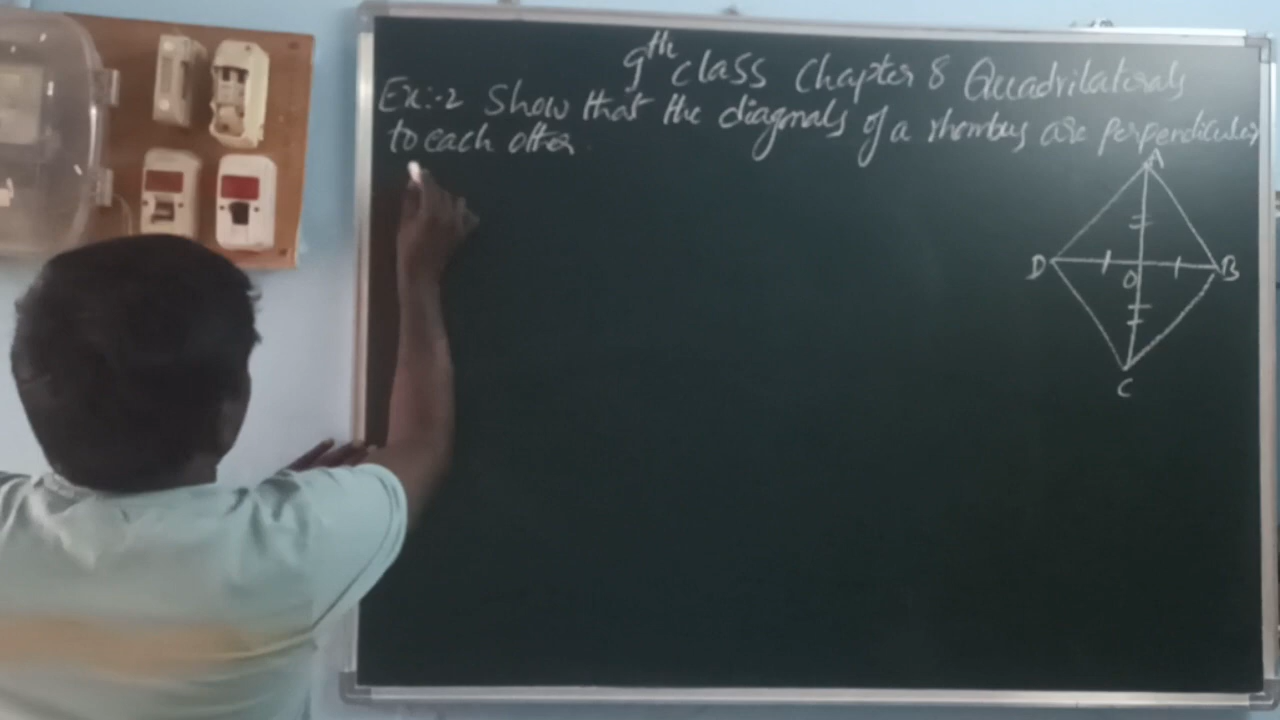 9th class Chapter 8 Quadrilaterals
Ex:-2 Show that the diagonals of a rhombus are perpendicular
to each other.
A
D
B
O
C